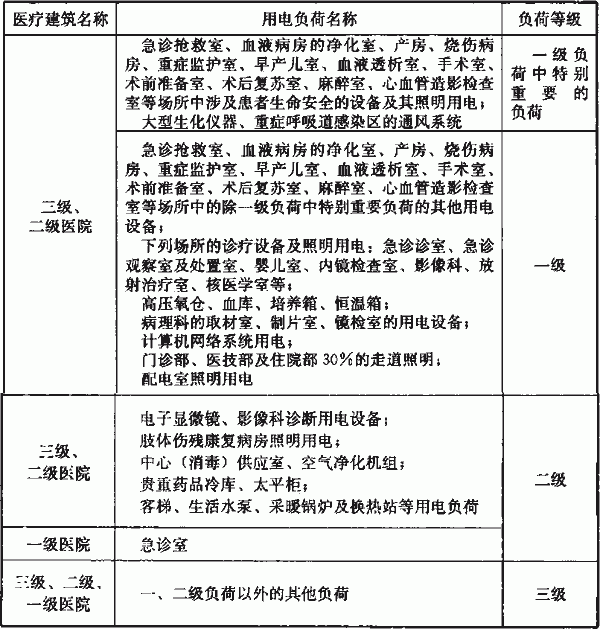 医疗建筑名称 用电负荷名称 负荷等级
急诊抢救室、血液病房的净化室、产房、烧伤病
房、重症监护室、早产儿室、血液透析室、手术室、
术前准备室、术后复苏室、麻醉室、心血管造影检查
室等场所中涉及患者生命安全的设备及其照明用电；
大型生化仪器、重症呼吸道感染区的通风系统
一级负
荷中特别
重要的
负荷
三级、
二级医院
急诊抢救室、血液病房的净化室、产房、烧伤病
房、重症监护室、早产儿室、血液透析室、手术室、
术前准备室、术后复苏室、麻醉室、心血管造影检查
室等场所中的除一级负荷中特别重要负荷的其他用电
设备；
下列场所的诊疗设备及照明用电：急诊诊室、急诊
观察室及处置室、婴儿室、内镜检查室、影像科、放
射治疗室、核医学室等；
高压氧仓、血库、培养箱、恒温箱；
病理科的取材室、制片室、镜检室的用电设备；
计算机网络系统用电；
门诊部、医技部及住院部30%的走道照明；
配电室照明用电
一级
三级、
二级医院
电子显微镜、影像科诊断用电设备；
肢体伤残康复病房照明用电；
中心（消毒）供应室、空气净化机组；
贵重药品冷库、太平柜；
客梯、生活水泵、采暖锅炉及换热站等用电负荷
二级
一级医院 急诊室
三级、二级、
一级医院
一、二级负荷以外的其他负荷
三级